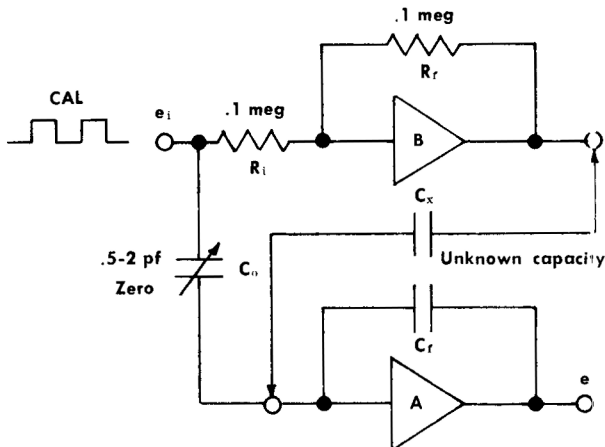 .1 meg
Rf
CAL
ei
.1 meg
B
Ri
Cx
.5-2 pf
Zero
Co
Unknown capacity
Cf
A
e